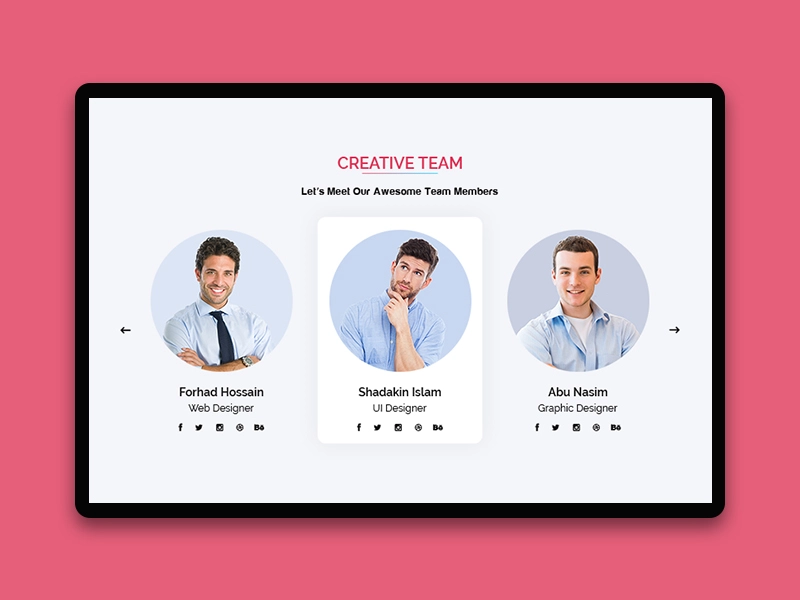 CREATIVE TEAM
Let's Meet Our Awesome Team Members
Forhad Hossain
Web Designer
Shadakin Islam
UI Designer
Abu Nasim
Graphic Designer